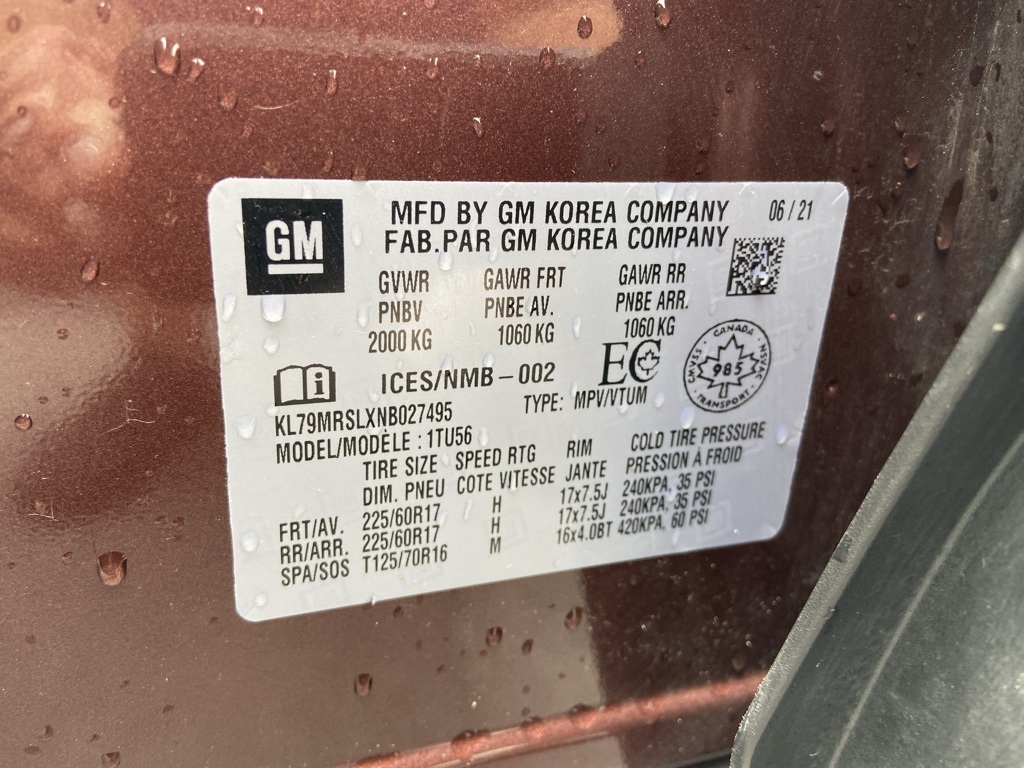 GM
MFD BY GM KOREA COMPANY 06 / 21
FAB.PAR GM KOREA COMPANY
GVWR GAWR FRT GAWR RR
PNBV PNBE AV. PNBE ARR.
2000 KG 1060 KG 1060 KG
ICES/NMB – 002 EC
CANADA
CMVSS 985 NSVAC
TRANSPORT
KL79MRSLXNB027495 TYPE: MPV/VTUM
MODEL/MODÈLE : 1TU56
TIRE SIZE SPEED RTG RIM COLD TIRE PRESSURE
DIM. PNEU COTE VITESSE JANTE PRESSION À FROID
FRT/AV. 225/60R17 H 17x7.5J 240KPA, 35 PSI
RR/ARR. 225/60R17 H 17x7.5J 240KPA, 35 PSI
SPA/SOS T125/70R16 M 16x4.0BT 420KPA, 60 PSI